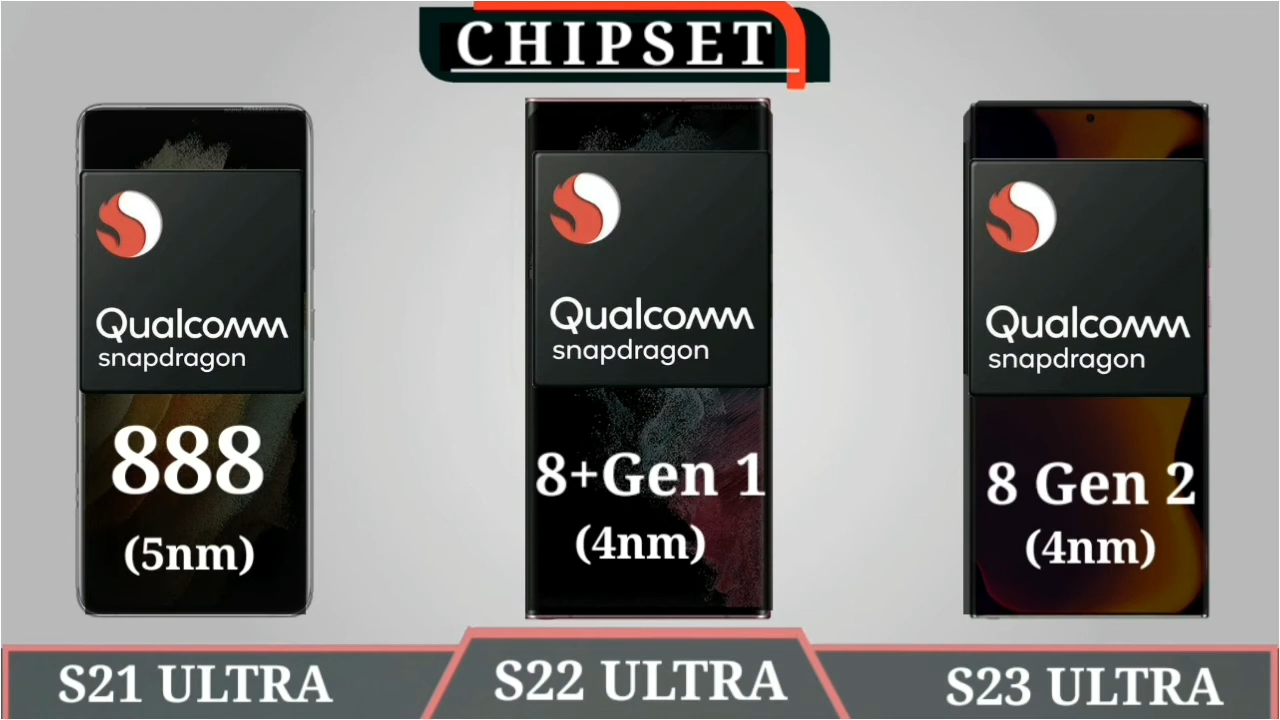 CHIPSET
Qualcomm
snapdragon
888
(5nm)
Qualcomm
snapdragon
8+Gen 1
(4nm)
Qualcomm
snapdragon
8 Gen 2
(4nm)
S21 ULTRA
S22 ULTRA
S23 ULTRA